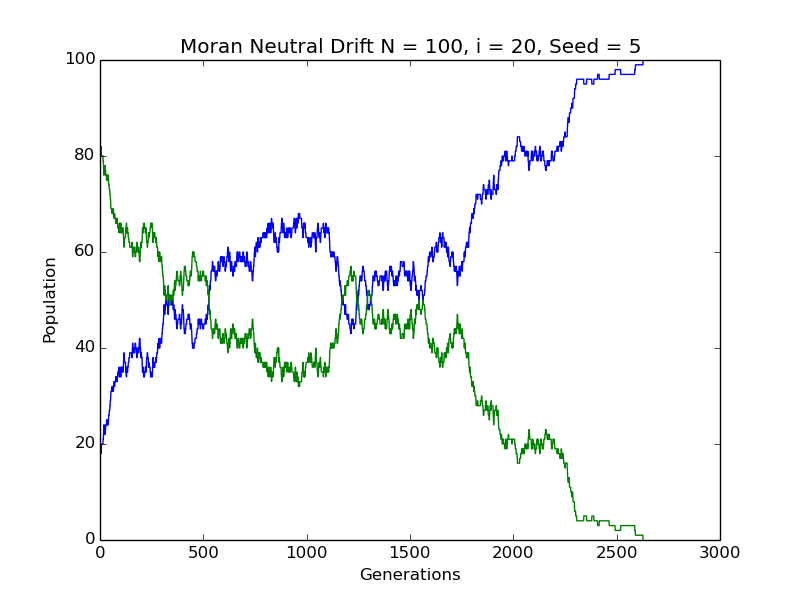 Moran Neutral Drift N = 100, i = 20, Seed = 5
100
80
60
40
20
0
Population
0 500 1000 1500 2000 2500 3000
Generations